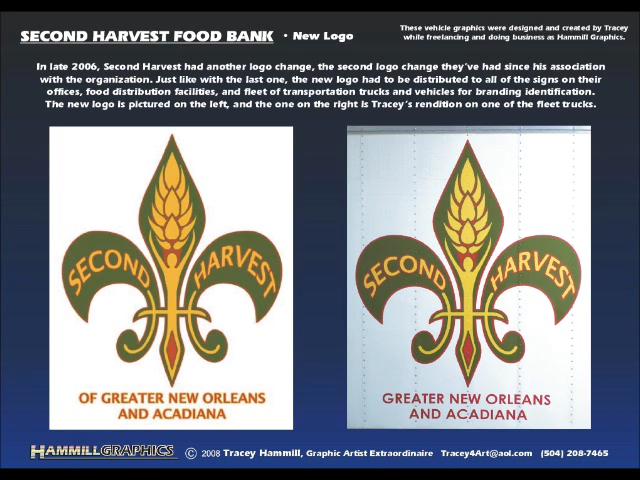 SECOND HARVEST FOOD BANK • New Logo
These vehicle graphics were designed and created by Tracey
while freelancing and doing business as Hammill Graphics.
In late 2006, Second Harvest had another logo change, the second logo change they've had since his association
with the organization. Just like with the last one, the new logo had to be distributed to all of the signs on their
offices, food distribution facilities, and fleet of transportation trucks and vehicles for branding identification.
The new logo is pictured on the left, and the one on the right is Tracey's rendition on one of the fleet trucks.
SECOND HARVEST
OF GREATER NEW ORLEANS
AND ACADIANA
SECOND HARVEST
GREATER NEW ORLEANS
AND ACADIANA
HAMMILLGRAPHICS © 2008 Tracey Hammill, Graphic Artist Extraordinaire Tracey4Art@aol.com (504) 208-7465